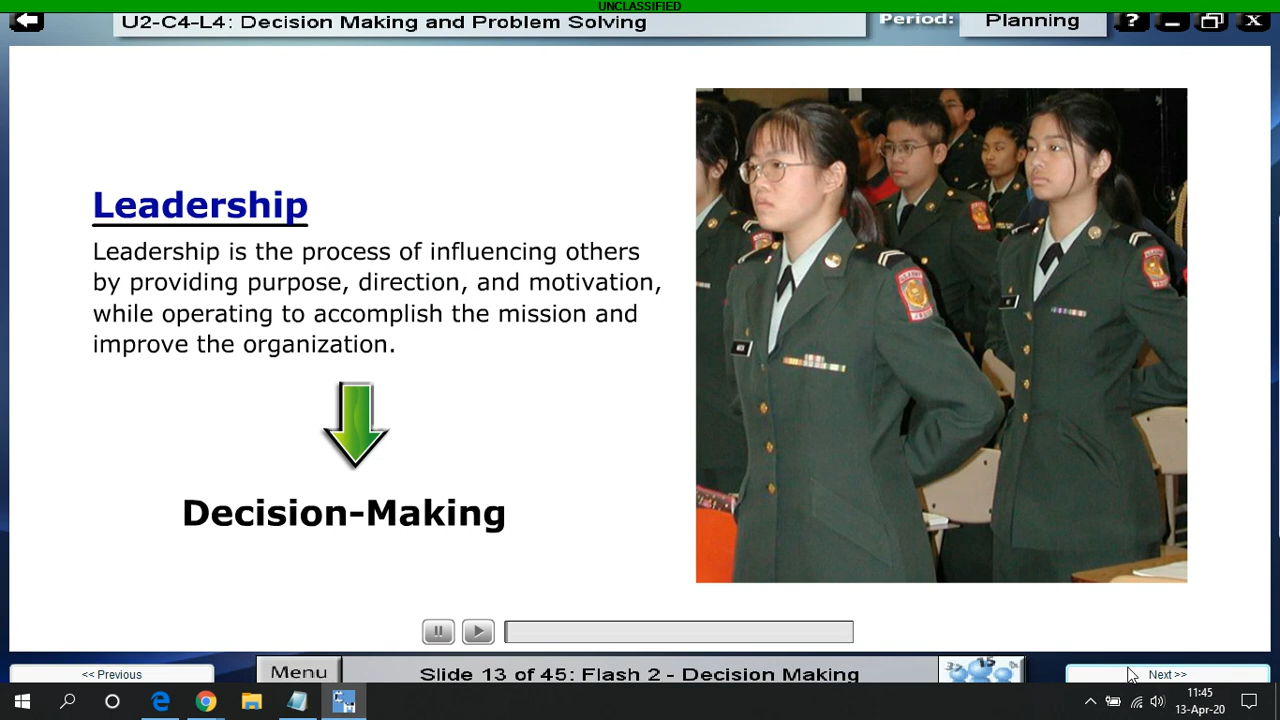 UNCLASSIFIED
U2-C4-L4: Decision Making and Problem Solving
Period:
Planning
?
X
Leadership
Leadership is the process of influencing others
by providing purpose, direction, and motivation,
while operating to accomplish the mission and
improve the organization.
Decision-Making
<< Previous
Menu
Slide 13 of 45: Flash 2 - Decision Making
15
Next >>
11:45
13-Apr-20